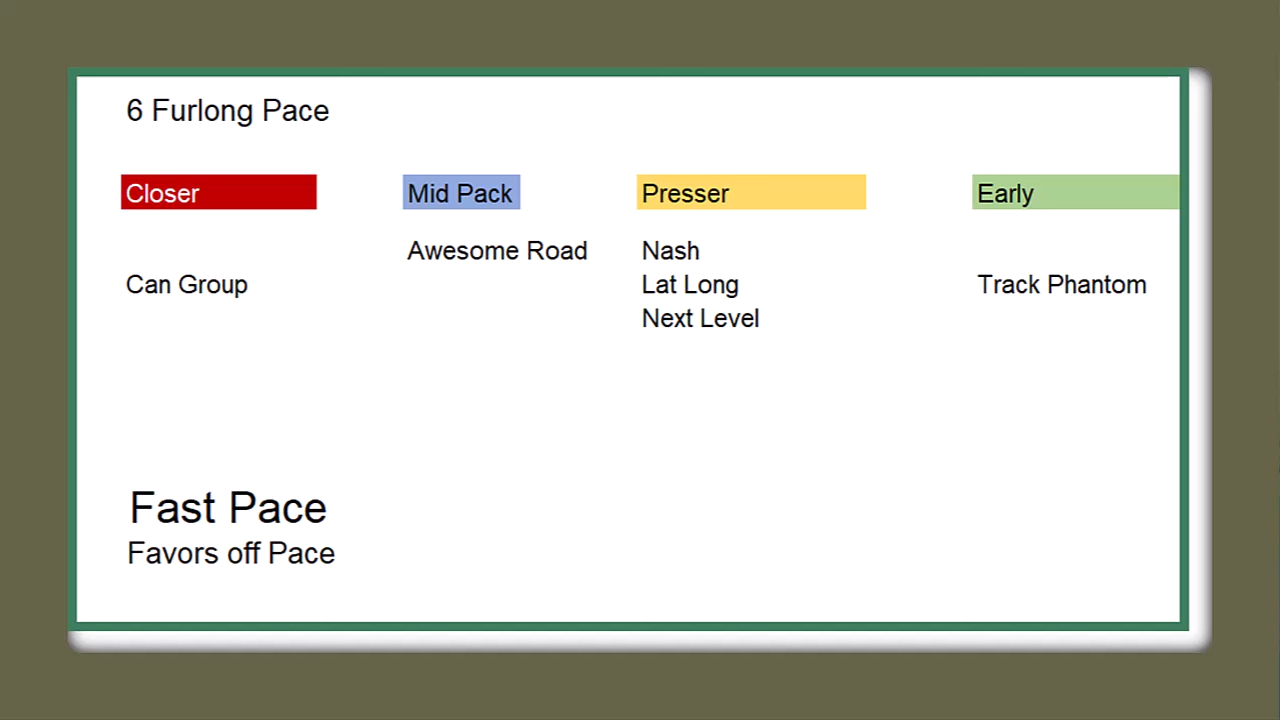 6 Furlong Pace
Closer Mid Pack Presser Early
Awesome Road Nash
Can Group Lat Long Track Phantom
Next Level
Fast Pace
Favors off Pace